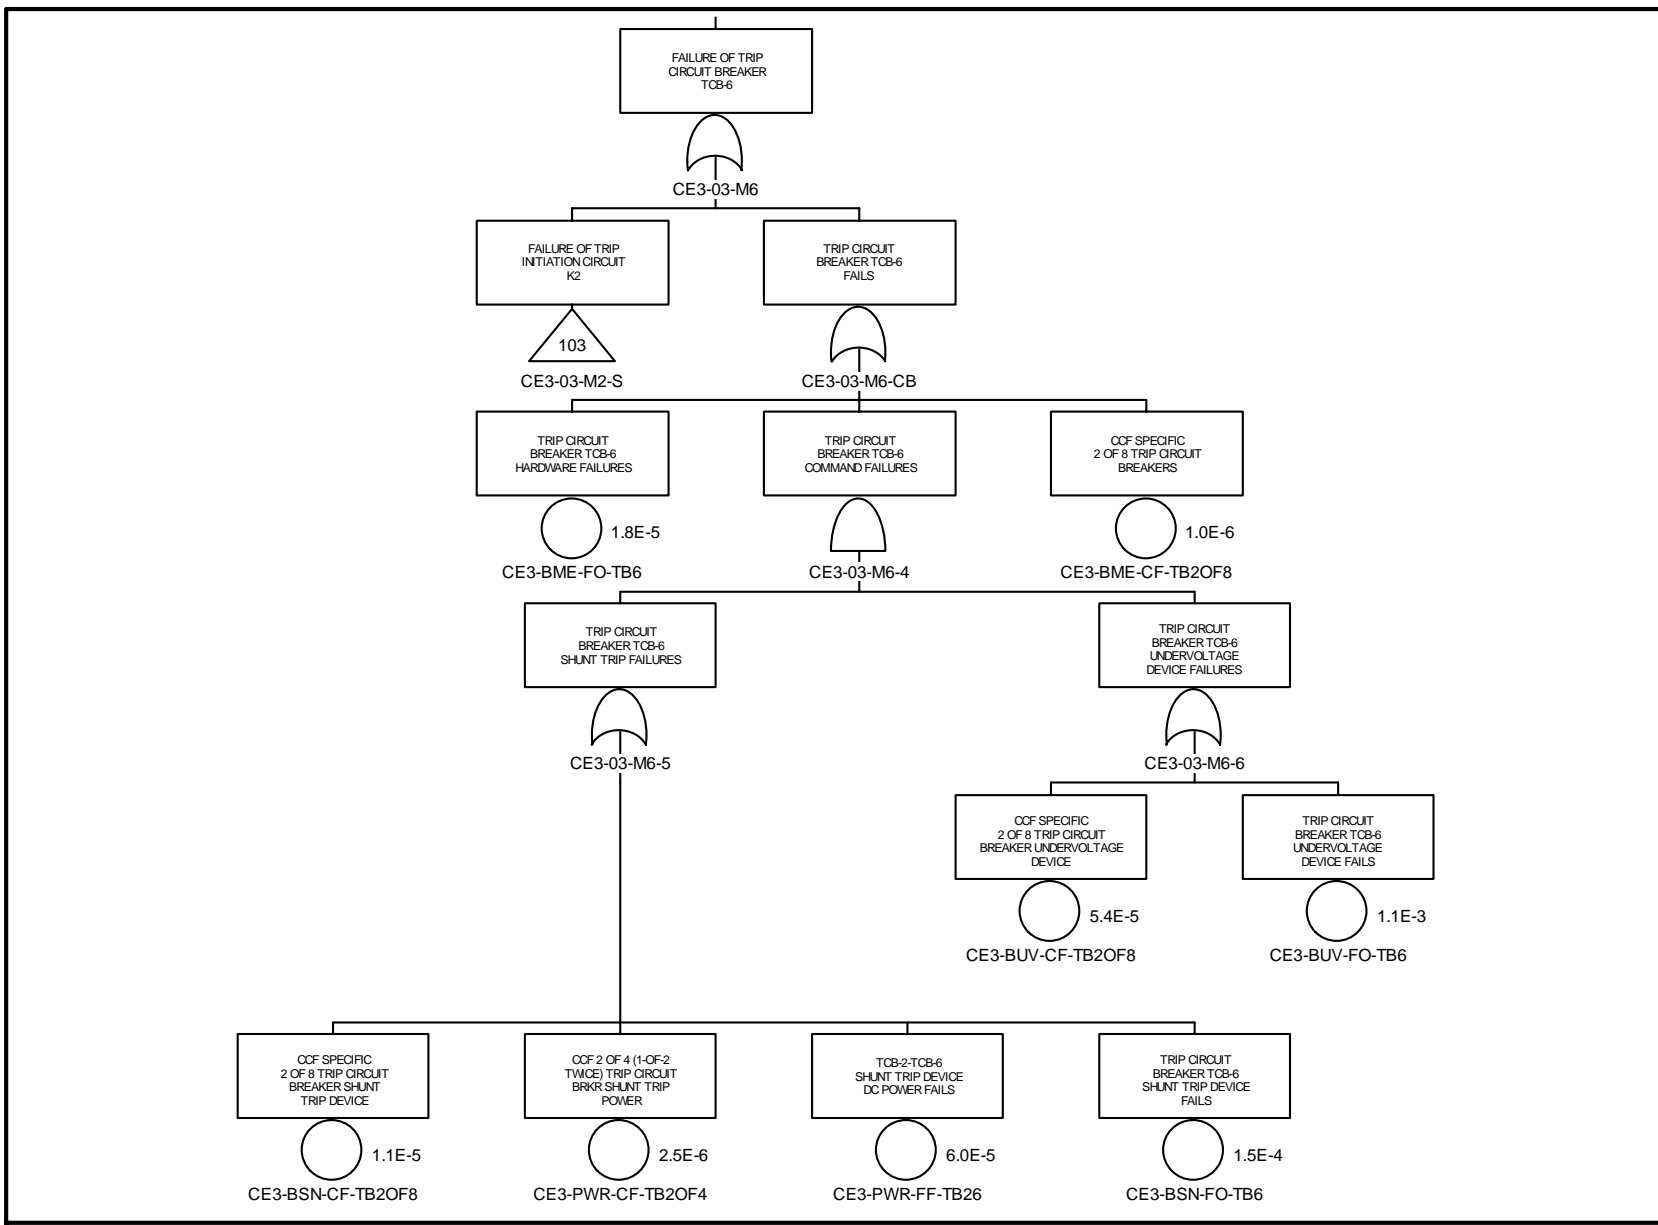 FAILURE OF TRIP
CIRCUIT BREAKER
TCB-6
CE3-03-M6
FAILURE OF TRIP
INITIATION CIRCUIT
K2
103
CE3-03-M2-S
TRIP CIRCUIT
BREAKER TCB-6
FAILS
CE3-03-M6-CB
TRIP CIRCUIT
BREAKER TCB-6
HARDWARE FAILURES
1.8E-5
CE3-BME-FO-TB6
TRIP CIRCUIT
BREAKER TCB-6
COMMAND FAILURES
CE3-03-M6-4
CCF SPECIFIC
2 OF 8 TRIP CIRCUIT
BREAKERS
1.0E-6
CE3-BME-CF-TB2OF8
TRIP CIRCUIT
BREAKER TCB-6
SHUNT TRIP FAILURES
CE3-03-M6-5
TRIP CIRCUIT
BREAKER TCB-6
UNDERVOLTAGE
DEVICE FAILURES
CE3-03-M6-6
CCF SPECIFIC
2 OF 8 TRIP CIRCUIT
BREAKER UNDERVOLTAGE
DEVICE
5.4E-5
CE3-BUV-CF-TB2OF8
TRIP CIRCUIT
BREAKER TCB-6
UNDERVOLTAGE
DEVICE FAILS
1.1E-3
CE3-BUV-FO-TB6
CCF SPECIFIC
2 OF 8 TRIP CIRCUIT
BREAKER SHUNT
TRIP DEVICE
1.1E-5
CE3-BSN-CF-TB2OF8
CCF 2 OF 4 (1-OF-2
TWICE) TRIP CIRCUIT
BRKR SHUNT TRIP
POWER
2.5E-6
CE3-PWR-CF-TB2OF4
TCB-2-TCB-6
SHUNT TRIP DEVICE
DC POWER FAILS
6.0E-5
CE3-PWR-FF-TB26
TRIP CIRCUIT
BREAKER TCB-6
SHUNT TRIP DEVICE
FAILS
1.5E-4
CE3-BSN-FO-TB6